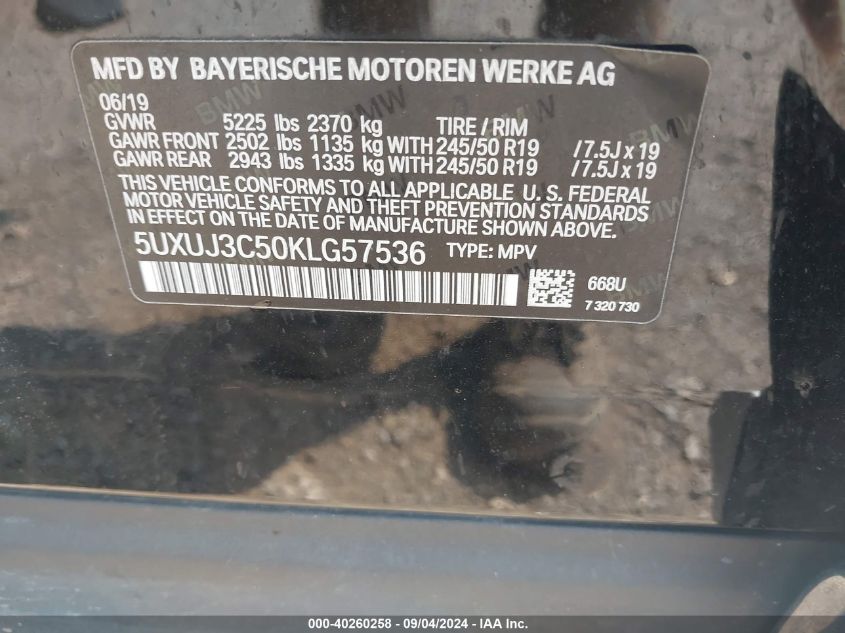 MFD BY BAYERISCHE MOTOREN WERKE AG
06/19
GVWR 5225 lbs 2370 kg TIRE / RIM
GAWR FRONT 2502 lbs 1135 kg WITH 245/50 R19 /7.5J x 19
GAWR REAR 2943 lbs 1335 kg WITH 245/50 R19 /7.5J x 19
THIS VEHICLE CONFORMS TO ALL APPLICABLE U. S. FEDERAL
MOTOR VEHICLE SAFETY AND THEFT PREVENTION STANDARDS
IN EFFECT ON THE DATE OF MANUFACTURE SHOWN ABOVE.
5UXUJ3C50KLG57536 TYPE: MPV
668U
7 320 730
000-40260258 - 09/04/2024 - IAA Inc.